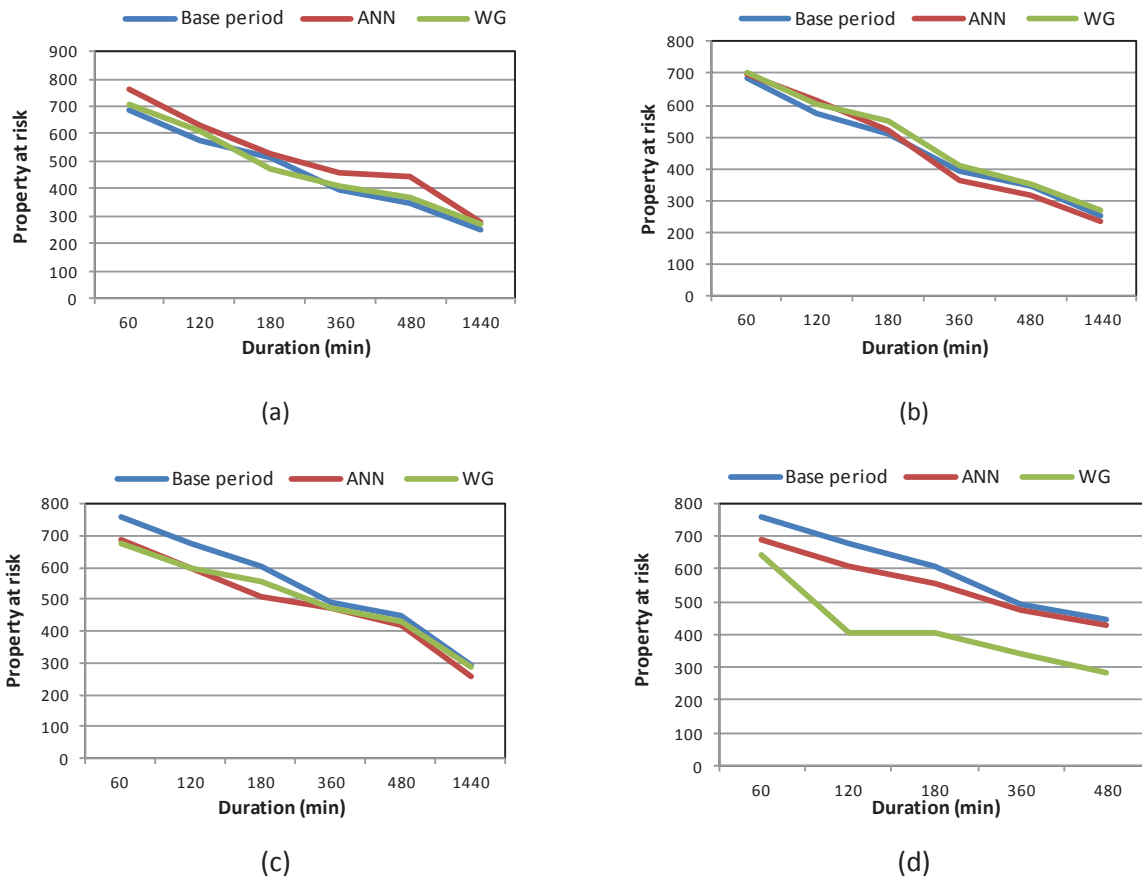 Base period ANN WG
900
800
700
600
500
400
300
200
100
0
Property at risk
60 120 180 360 480 1440
Duration (min)
(a)
Base period ANN WG
800
700
600
500
400
300
200
100
0
Property at risk
60 120 180 360 480 1440
Duration (min)
(b)
Base period ANN WG
800
700
600
500
400
300
200
100
0
Property at risk
60 120 180 360 480 1440
Duration (min)
(c)
Base period ANN WG
800
700
600
500
400
300
200
100
0
Property at risk
60 120 180 360 480
Duration (min)
(d)